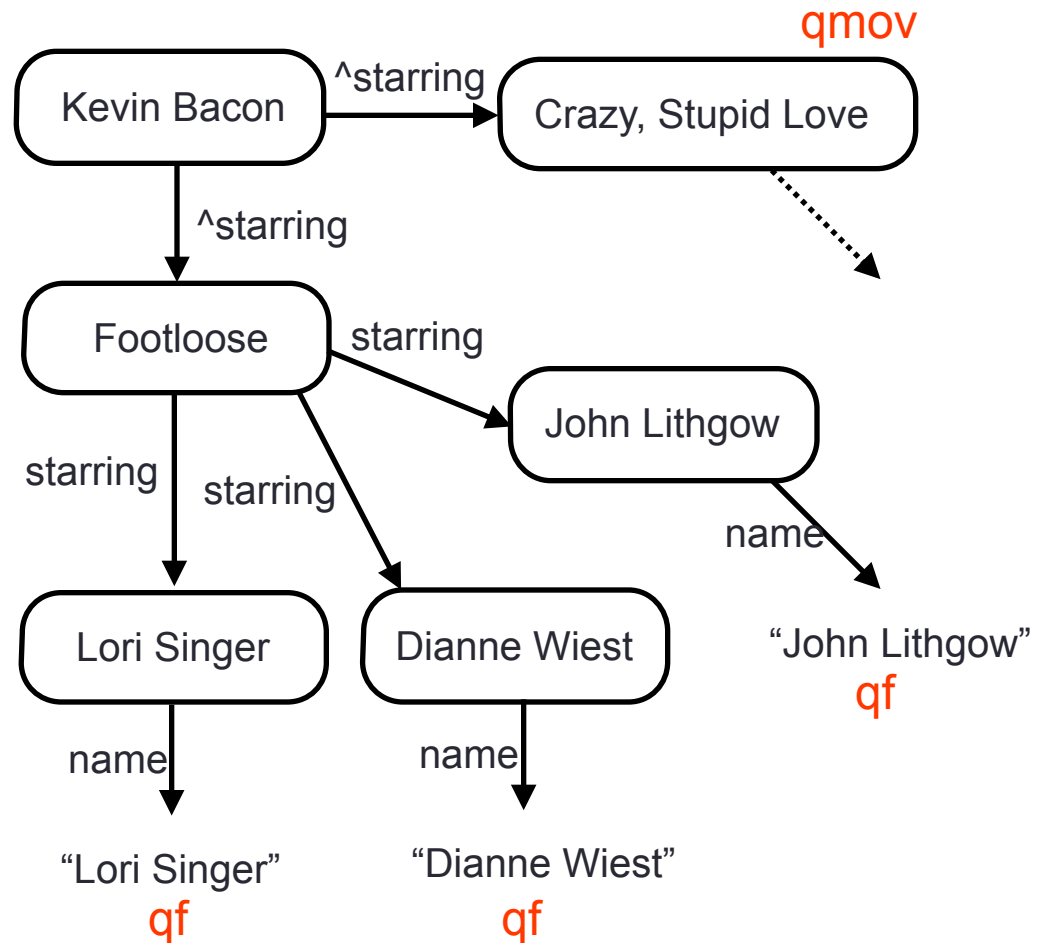 qmov
Kevin Bacon
^starring
Crazy, Stupid Love
^starring
Footloose
starring
John Lithgow
starring
starring
name
Lori Singer
Dianne Wiest
“John Lithgow”
qf
name
name
“Lori Singer”
“Dianne Wiest”
qf
qf